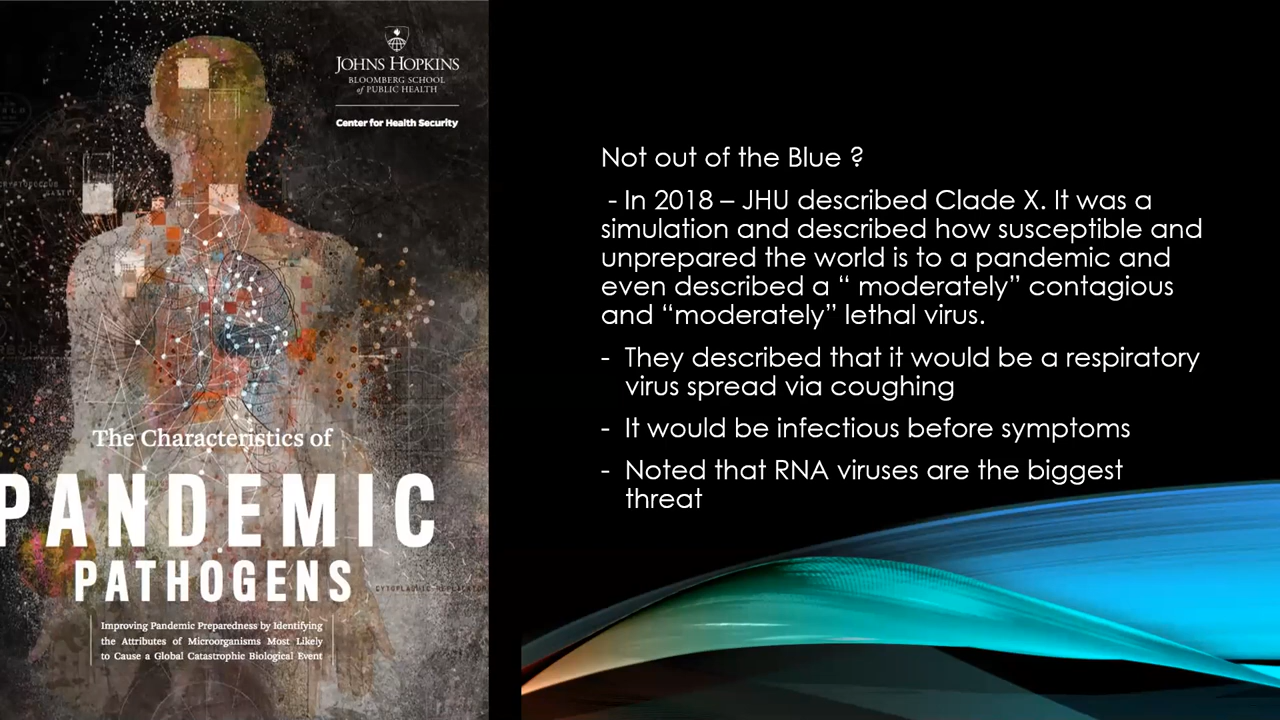 JOHNS HOPKINS
BLOOMBERG SCHOOL
of PUBLIC HEALTH
Center for Health Security
The Characteristics of
PANDEMIC
PATHOGENS
Improving Pandemic Preparedness by Identifying
the Attributes of Microorganisms Most Likely
to Cause a Global Catastrophic Biological Event
Not out of the Blue ?
- In 2018 – JHU described Clade X. It was a
simulation and described how susceptible and
unprepared the world is to a pandemic and
even described a “ moderately” contagious
and “moderately” lethal virus.
- They described that it would be a respiratory
virus spread via coughing
- It would be infectious before symptoms
- Noted that RNA viruses are the biggest
threat